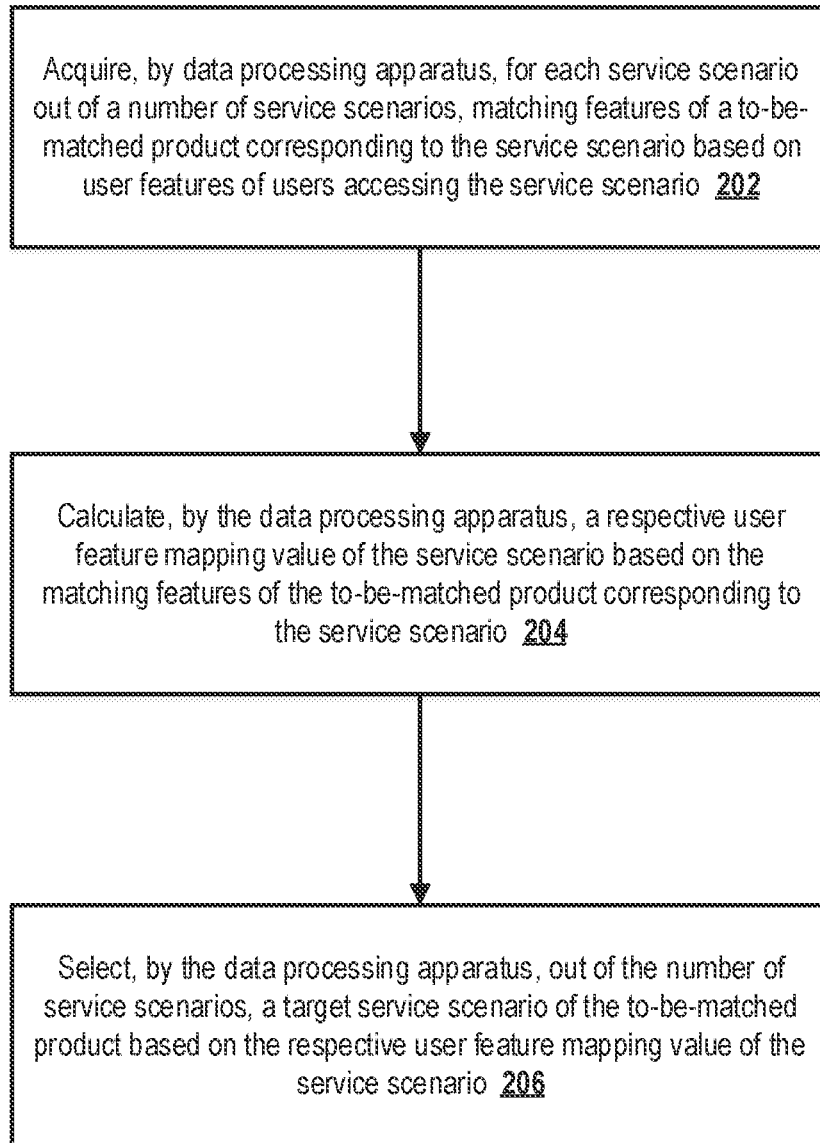 Acquire, by data processing apparatus, for each service scenario
out of a number of service scenarios, matching features of a to-be-
matched product corresponding to the service scenario based on
user features of users accessing the service scenario 202
Calculate, by the data processing apparatus, a respective user
feature mapping value of the service scenario based on the
matching features of the to-be-matched product corresponding to
the service scenario 204
Select, by the data processing apparatus, out of the number of
service scenarios, a target service scenario of the to-be-matched
product based on the respective user feature mapping value of the
service scenario 206